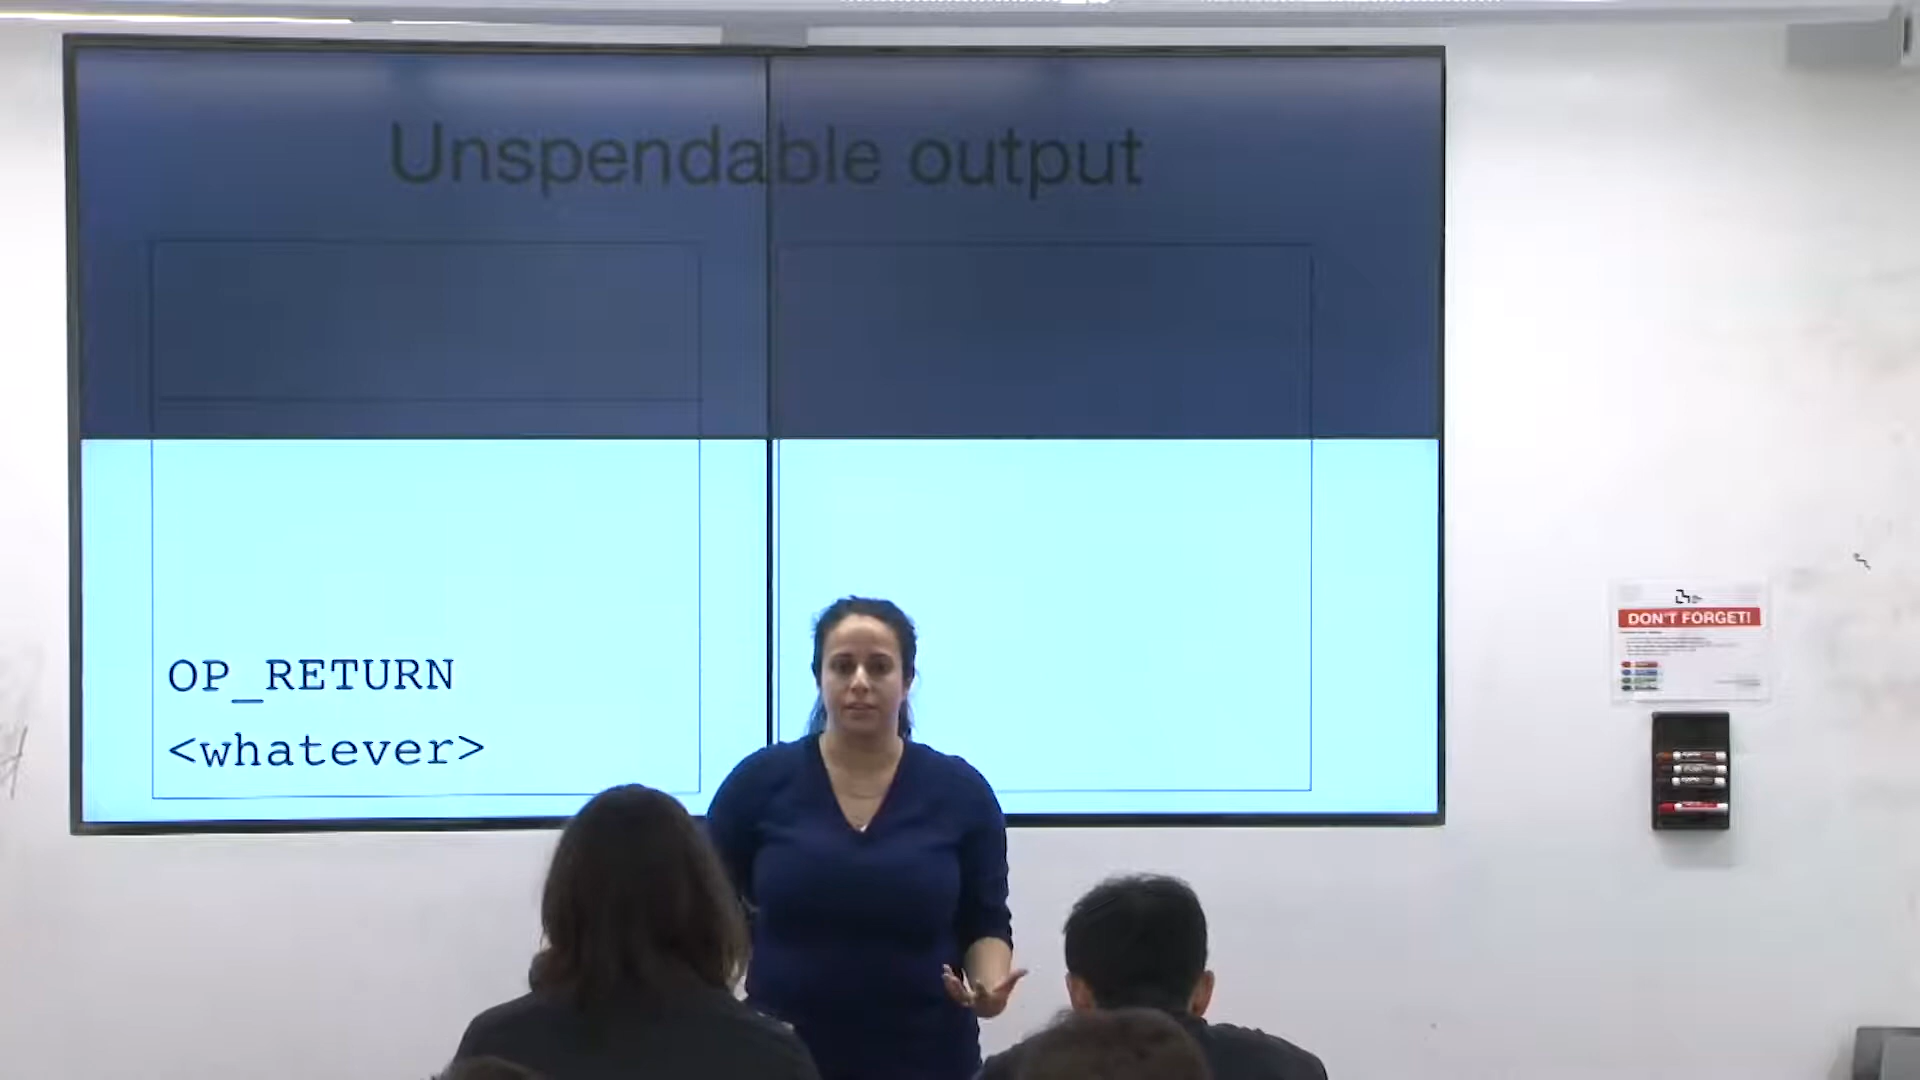 Unspendable output
OP_RETURN
<whatever>
DON'T FORGET!